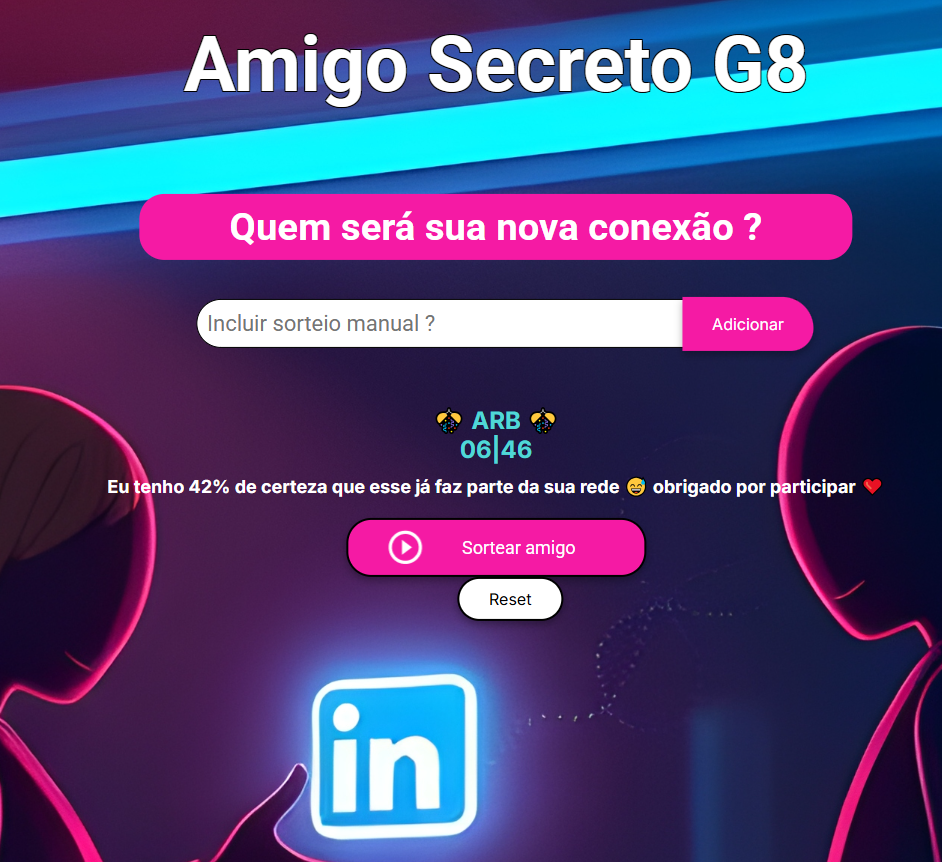 Amigo Secreto G8
Quem será sua nova conexão ?
Incluir sorteio manual ?
Adicionar
ARB
06|46
Eu tenho 42% de certeza que esse já faz parte da sua rede 😅 obrigado por participar ❤️
Sortear amigo
Reset
in